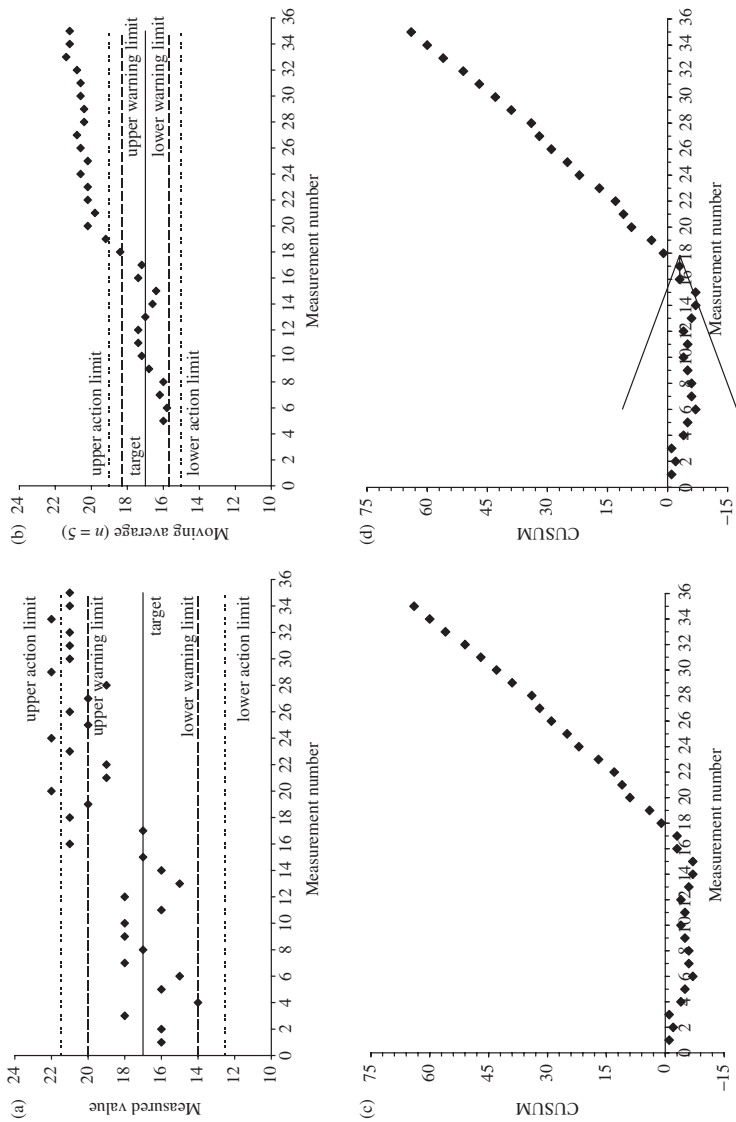 (a)
24
22
20
18
16
14
12
10
Measured value
0 2 4 6 8 10 12 14 16 18 20 22 24 26 28 30 32 34 36
Measurement number
upper action limit
upper warning limit
target
lower warning limit
lower action limit
(b)
24
22
20
18
16
14
12
10
Moving average (n = 5)
0 2 4 6 8 10 12 14 16 18 20 22 24 26 28 30 32 34 36
Measurement number
upper action limit
upper warning limit
target
lower warning limit
lower action limit
(c)
75
60
45
30
15
0
−15
CUSUM
0 2 4 6 8 10 12 14 16 18 20 22 24 26 28 30 32 34 36
Measurement number
(d)
75
60
45
30
15
0
−15
CUSUM
0 2 4 6 8 10 12 14 16 18 20 22 24 26 28 30 32 34 36
Measurement number